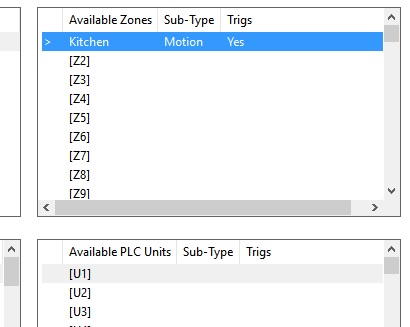 Available Zones Sub-Type Trigs
> Kitchen Motion Yes
[Z2]
[Z3]
[Z4]
[Z5]
[Z6]
[Z7]
[Z8]
[Z9]
Available PLC Units Sub-Type Trigs
[U1]
[U2]
[U3]